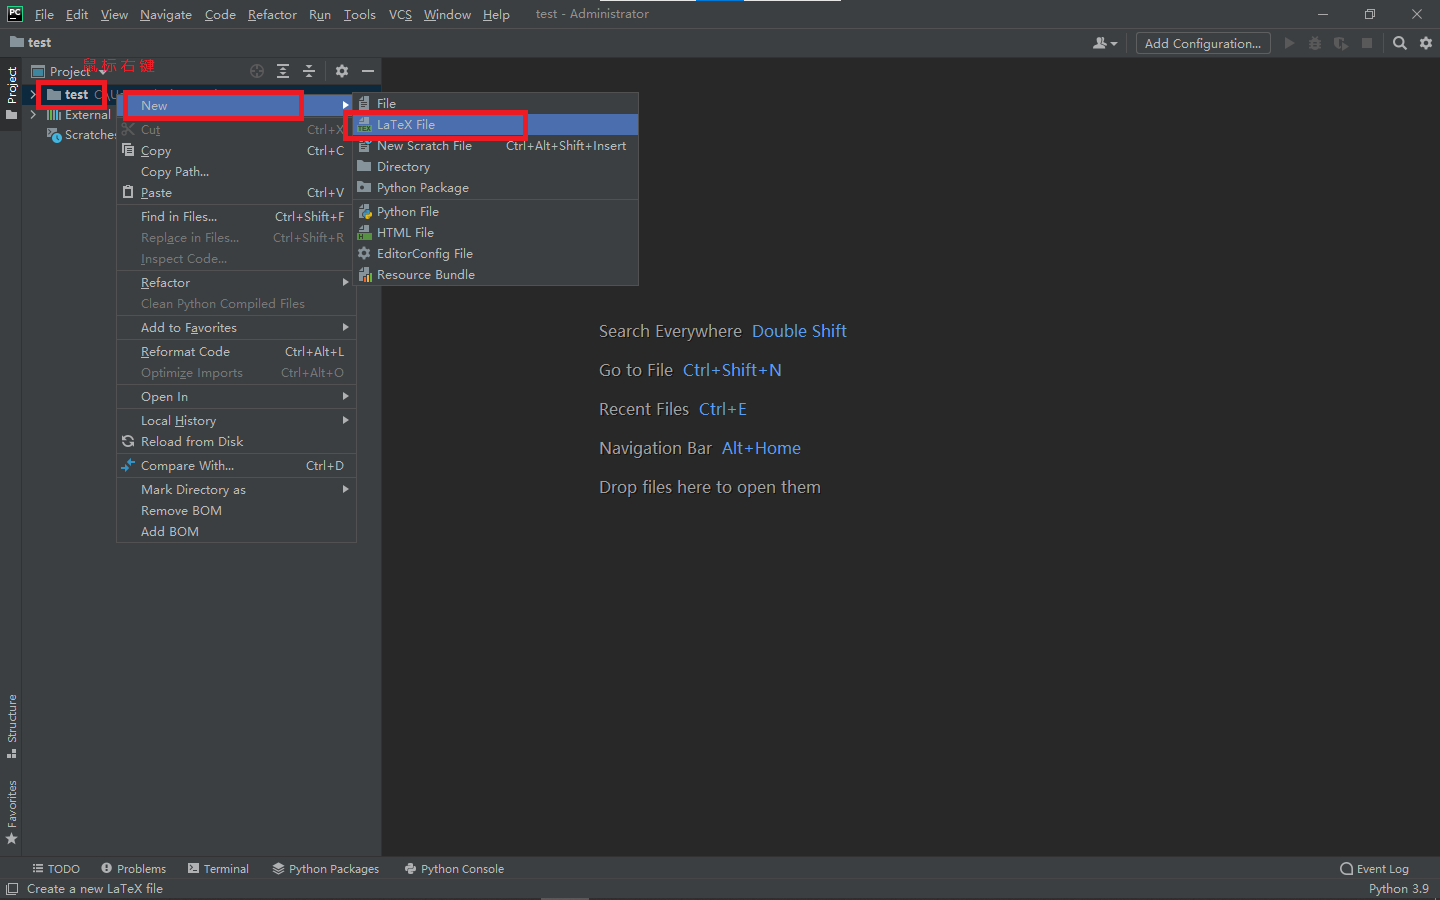 PC File Edit View Navigate Code Refactor Run Tools VCS Window Help test - Administrator
test Add Configuration...
Project 鼠标右键
Project
test
External
Scratches
New
Cut Ctrl+X
Copy Ctrl+C
Copy Path...
Paste Ctrl+V
Find in Files... Ctrl+Shift+F
Replace in Files... Ctrl+Shift+R
Inspect Code...
Refactor
Clean Python Compiled Files
Add to Favorites
Reformat Code Ctrl+Alt+L
Optimize Imports Ctrl+Alt+O
Open In
Local History
Reload from Disk
Compare With... Ctrl+D
Mark Directory as
Remove BOM
Add BOM
File
LaTeX File
New Scratch File Ctrl+Alt+Shift+Insert
Directory
Python Package
Python File
HTML File
EditorConfig File
Resource Bundle
Search Everywhere Double Shift
Go to File Ctrl+Shift+N
Recent Files Ctrl+E
Navigation Bar Alt+Home
Drop files here to open them
Structure
Favorites
TODO Problems Terminal Python Packages Python Console Event Log
Create a new LaTeX file Python 3.9